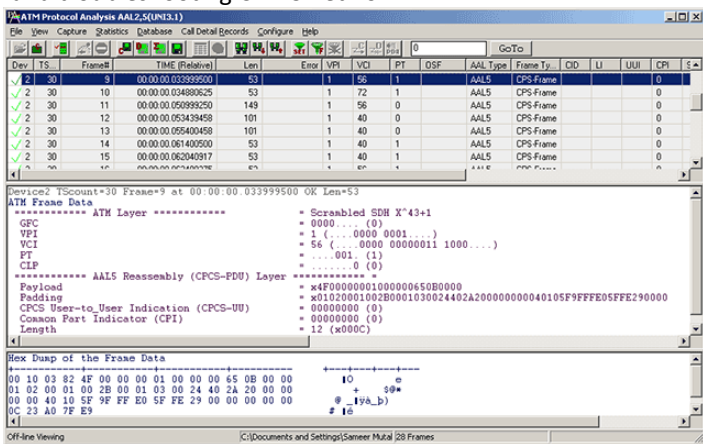 ATM Protocol Analysis AAL2,5(UNI3.1)
File View Capture Statistics Database Call Detail Records Configure Help
0 GoTo
Dev TS... Frame# TIME (Relative) Len Error VPI VCI PT OSF AAL Type Frame Ty... CID LI UUI CPI
2 30 9 00:00:00.033999500 53 1 56 1 AAL5 CPS-Frame 0
2 30 10 00:00:00.034880625 53 1 72 1 AAL5 CPS-Frame 0
2 30 11 00:00:00.050999250 149 1 56 0 AAL5 CPS-Frame 0
2 30 12 00:00:00.053439458 101 1 40 0 AAL5 CPS-Frame 0
2 30 13 00:00:00.055400458 101 1 40 0 AAL5 CPS-Frame 0
2 30 14 00:00:00.061400500 53 1 40 1 AAL5 CPS-Frame 0
2 30 15 00:00:00.062040917 53 1 40 1 AAL5 CPS-Frame 0
Device2 TScount=30 Frame=9 at 00:00:00.033999500 OK Len=53
ATM Frame Data
============ ATM Layer ============ = Scrambled SDH X^43+1
GFC = 0000.... (0)
VPI = 1 (....0000 0001....)
VCI = 56 (....0000 00000011 1000....)
PT = ....001. (1)
CLP = .......0 (0)
============ AAL5 Reassembly (CPCS-PDU) Layer ============ =
Payload = x4F00000001000000650B0000
Padding = x01020001002B0001030024402A200000000040105F9FFFE05FFE290000
CPCS User-to_User Indication (CPCS-UU) = 00000000 (0)
Common Part Indicator (CPI) = 00000000 (0)
Length = 12 (x000C)
Hex Dump of the Frame Data
00 10 03 82 4F 00 00 00 01 00 00 00 65 0B 00 00 IO e
01 02 00 01 00 2B 00 01 03 00 24 40 2A 20 00 00 + $@*
00 00 40 10 5F 9F FF E0 5F FE 29 00 00 00 00 00 @ _Iÿà_þ)
0C 23 A0 7F E9 # Ié
Off-line Viewing C:\Documents and Settings\Sameer Mutal 28 Frames